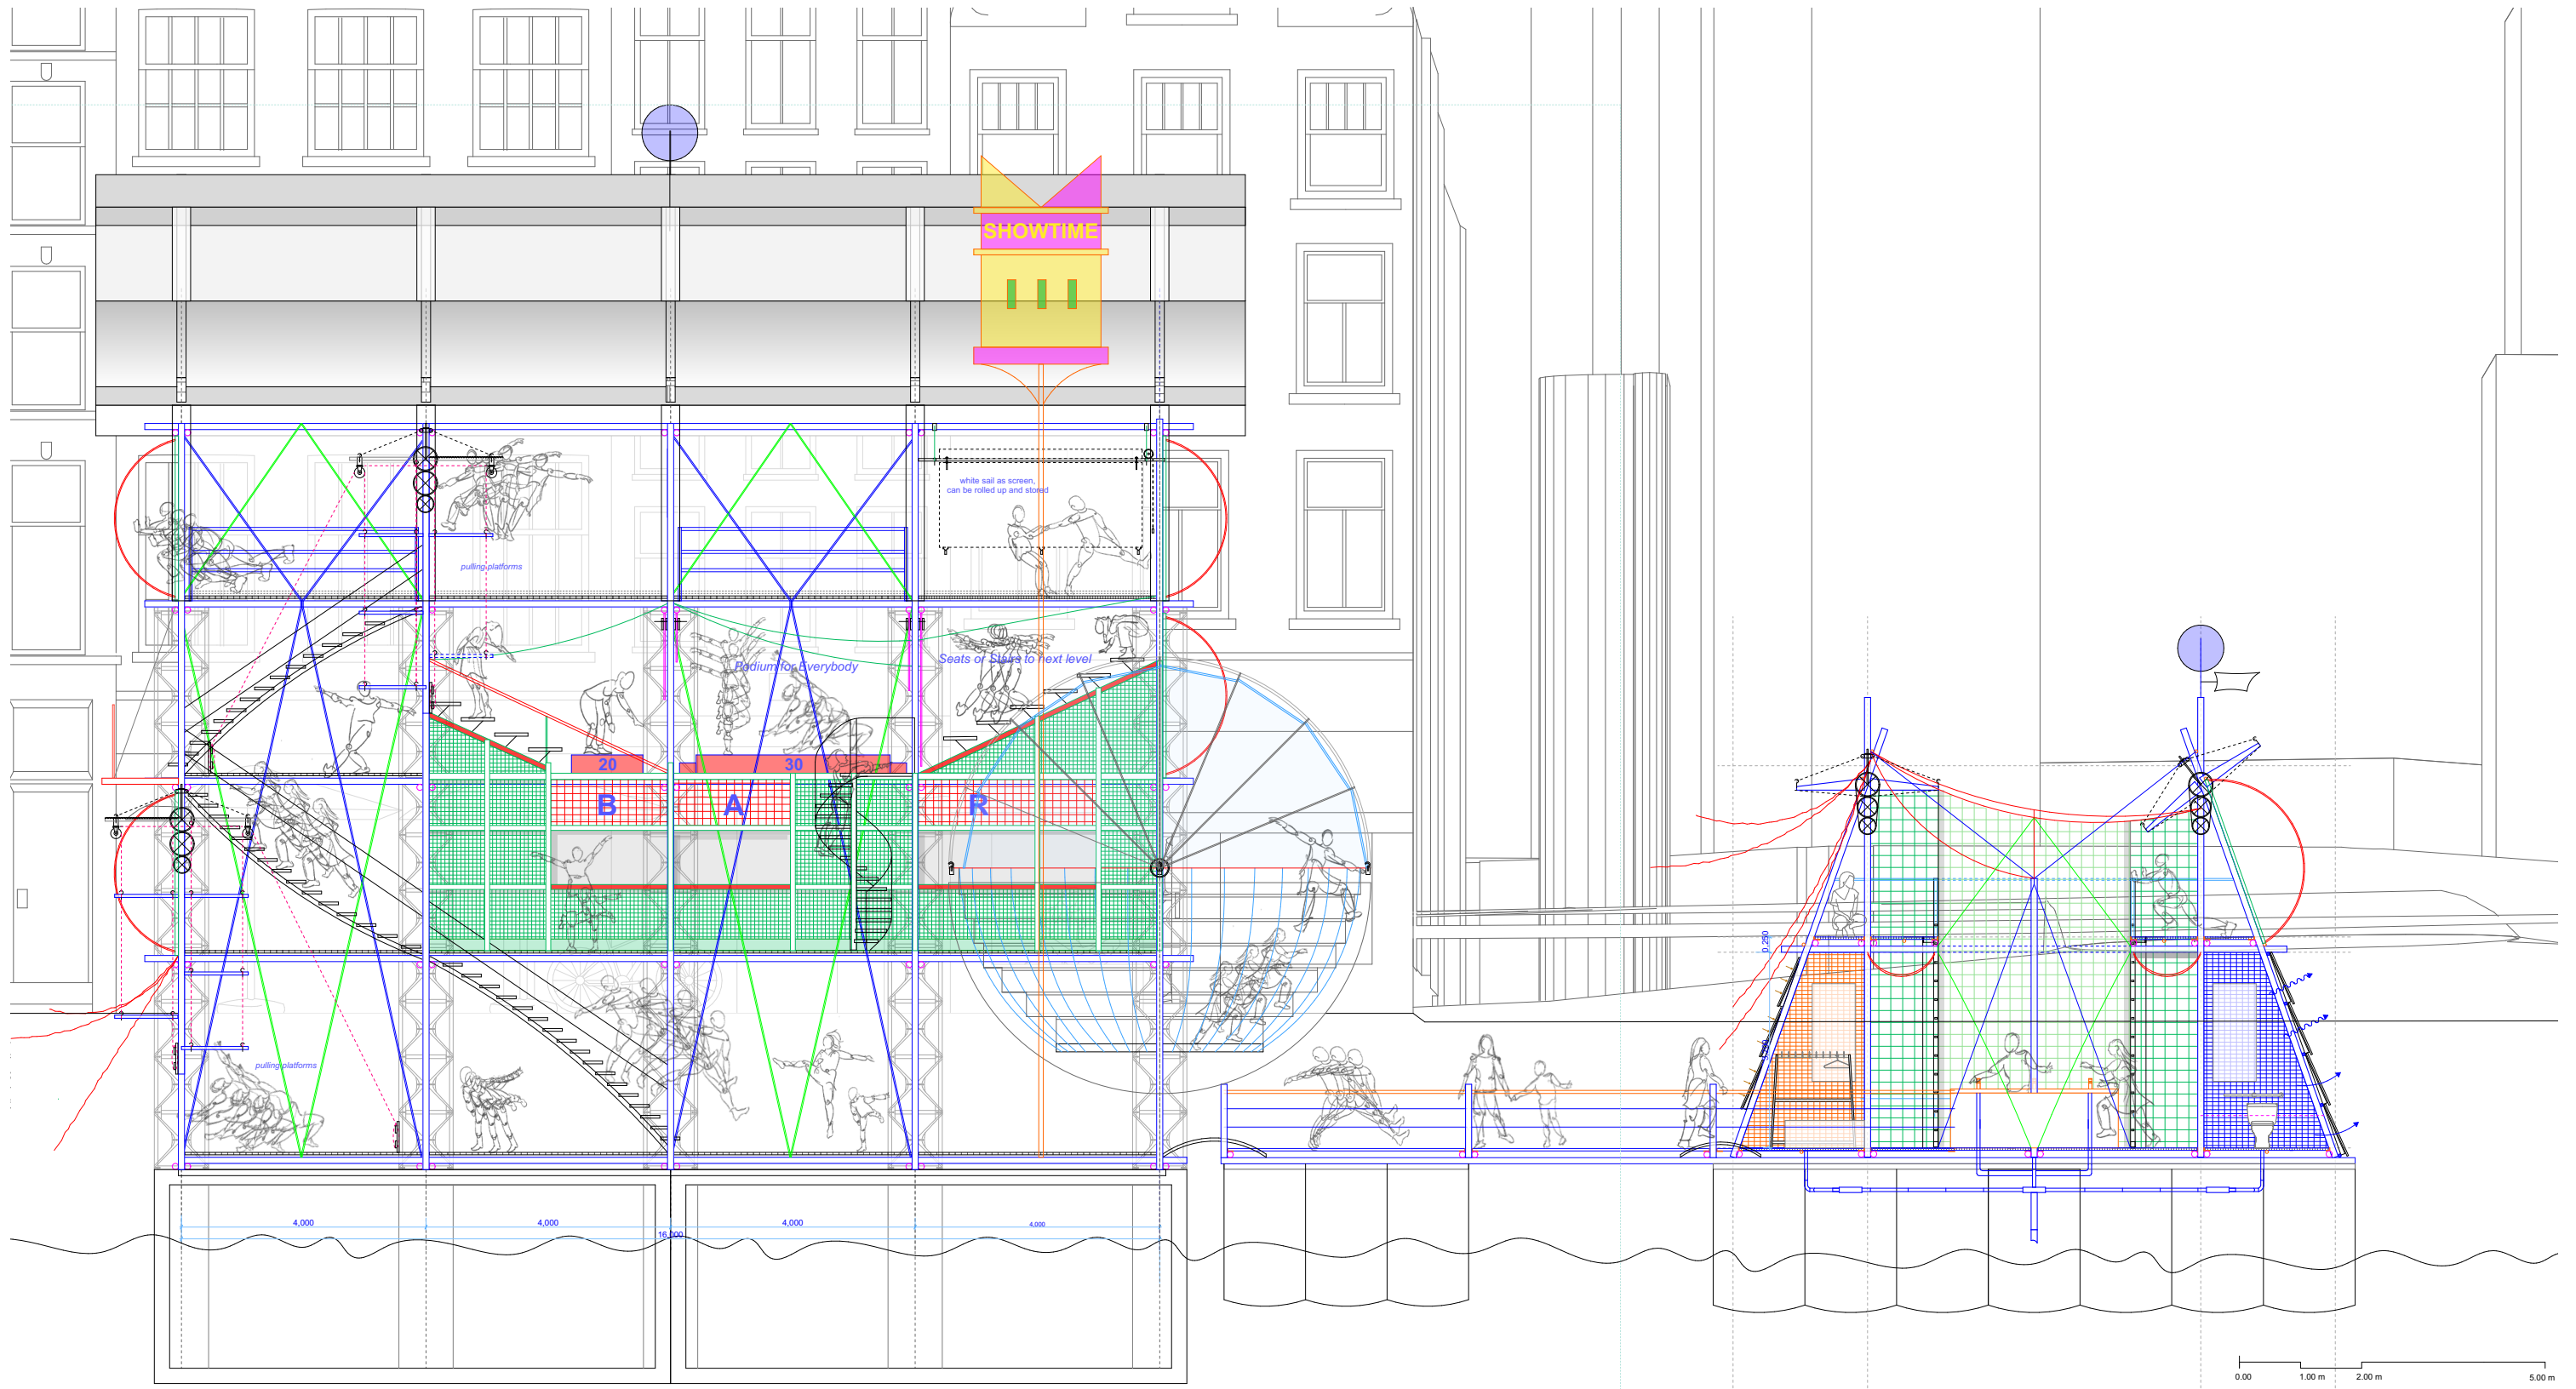 SHOWTIME
white sail as screen,
can be rolled up and stored
pulling platforms
Podium for Everybody
Seats or Stairs to next level
20
30
B
A
R
0,250
pulling platforms
4,000
4,000
4,000
4,000
16,000
0.00
1.00 m
2.00 m
5.00 m